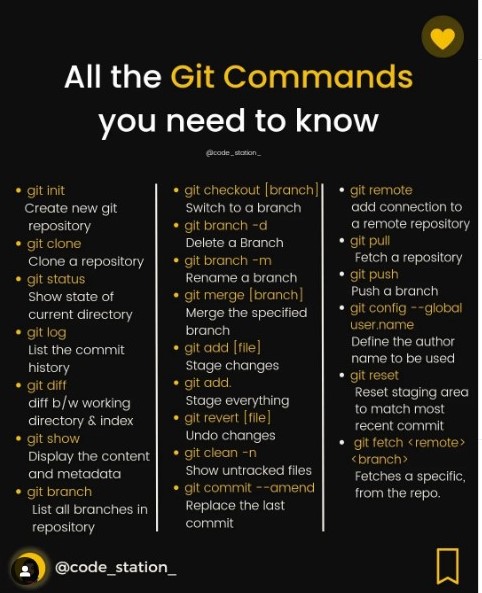 All the Git Commands
you need to know
@code_station_
git init
Create new git
repository
git clone
Clone a repository
git status
Show state of
current directory
git log
List the commit
history
git diff
diff b/w working
directory & index
git show
Display the content
and metadata
git branch
List all branches in
repository
git checkout [branch]
Switch to a branch
git branch -d
Delete a Branch
git branch -m
Rename a branch
git merge [branch]
Merge the specified
branch
git add [file]
Stage changes
git add.
Stage everything
git revert [file]
Undo changes
git clean -n
Show untracked files
git commit --amend
Replace the last
commit
git remote
add connection to
a remote repository
git pull
Fetch a repository
git push
Push a branch
git config --global
user.name
Define the author
name to be used
git reset
Reset staging area
to match most
recent commit
git fetch <remote>
<branch>
Fetches a specific,
from the repo.
@code_station_